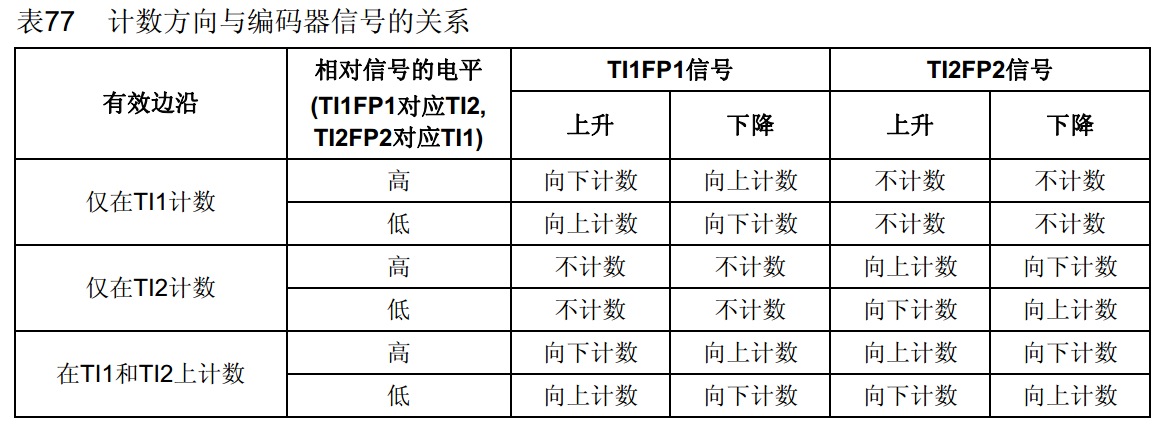 表77 计数方向与编码器信号的关系
有效边沿 相对信号的电平 (TI1FP1对应TI2, TI2FP2对应TI1) TI1FP1信号 TI2FP2信号
上升 下降 上升 下降
仅在TI1计数 高 向下计数 向上计数 不计数 不计数
低 向上计数 向下计数 不计数 不计数
仅在TI2计数 高 不计数 不计数 向上计数 向下计数
低 不计数 不计数 向下计数 向上计数
在TI1和TI2上计数 高 向下计数 向上计数 向上计数 向下计数
低 向上计数 向下计数 向下计数 向上计数